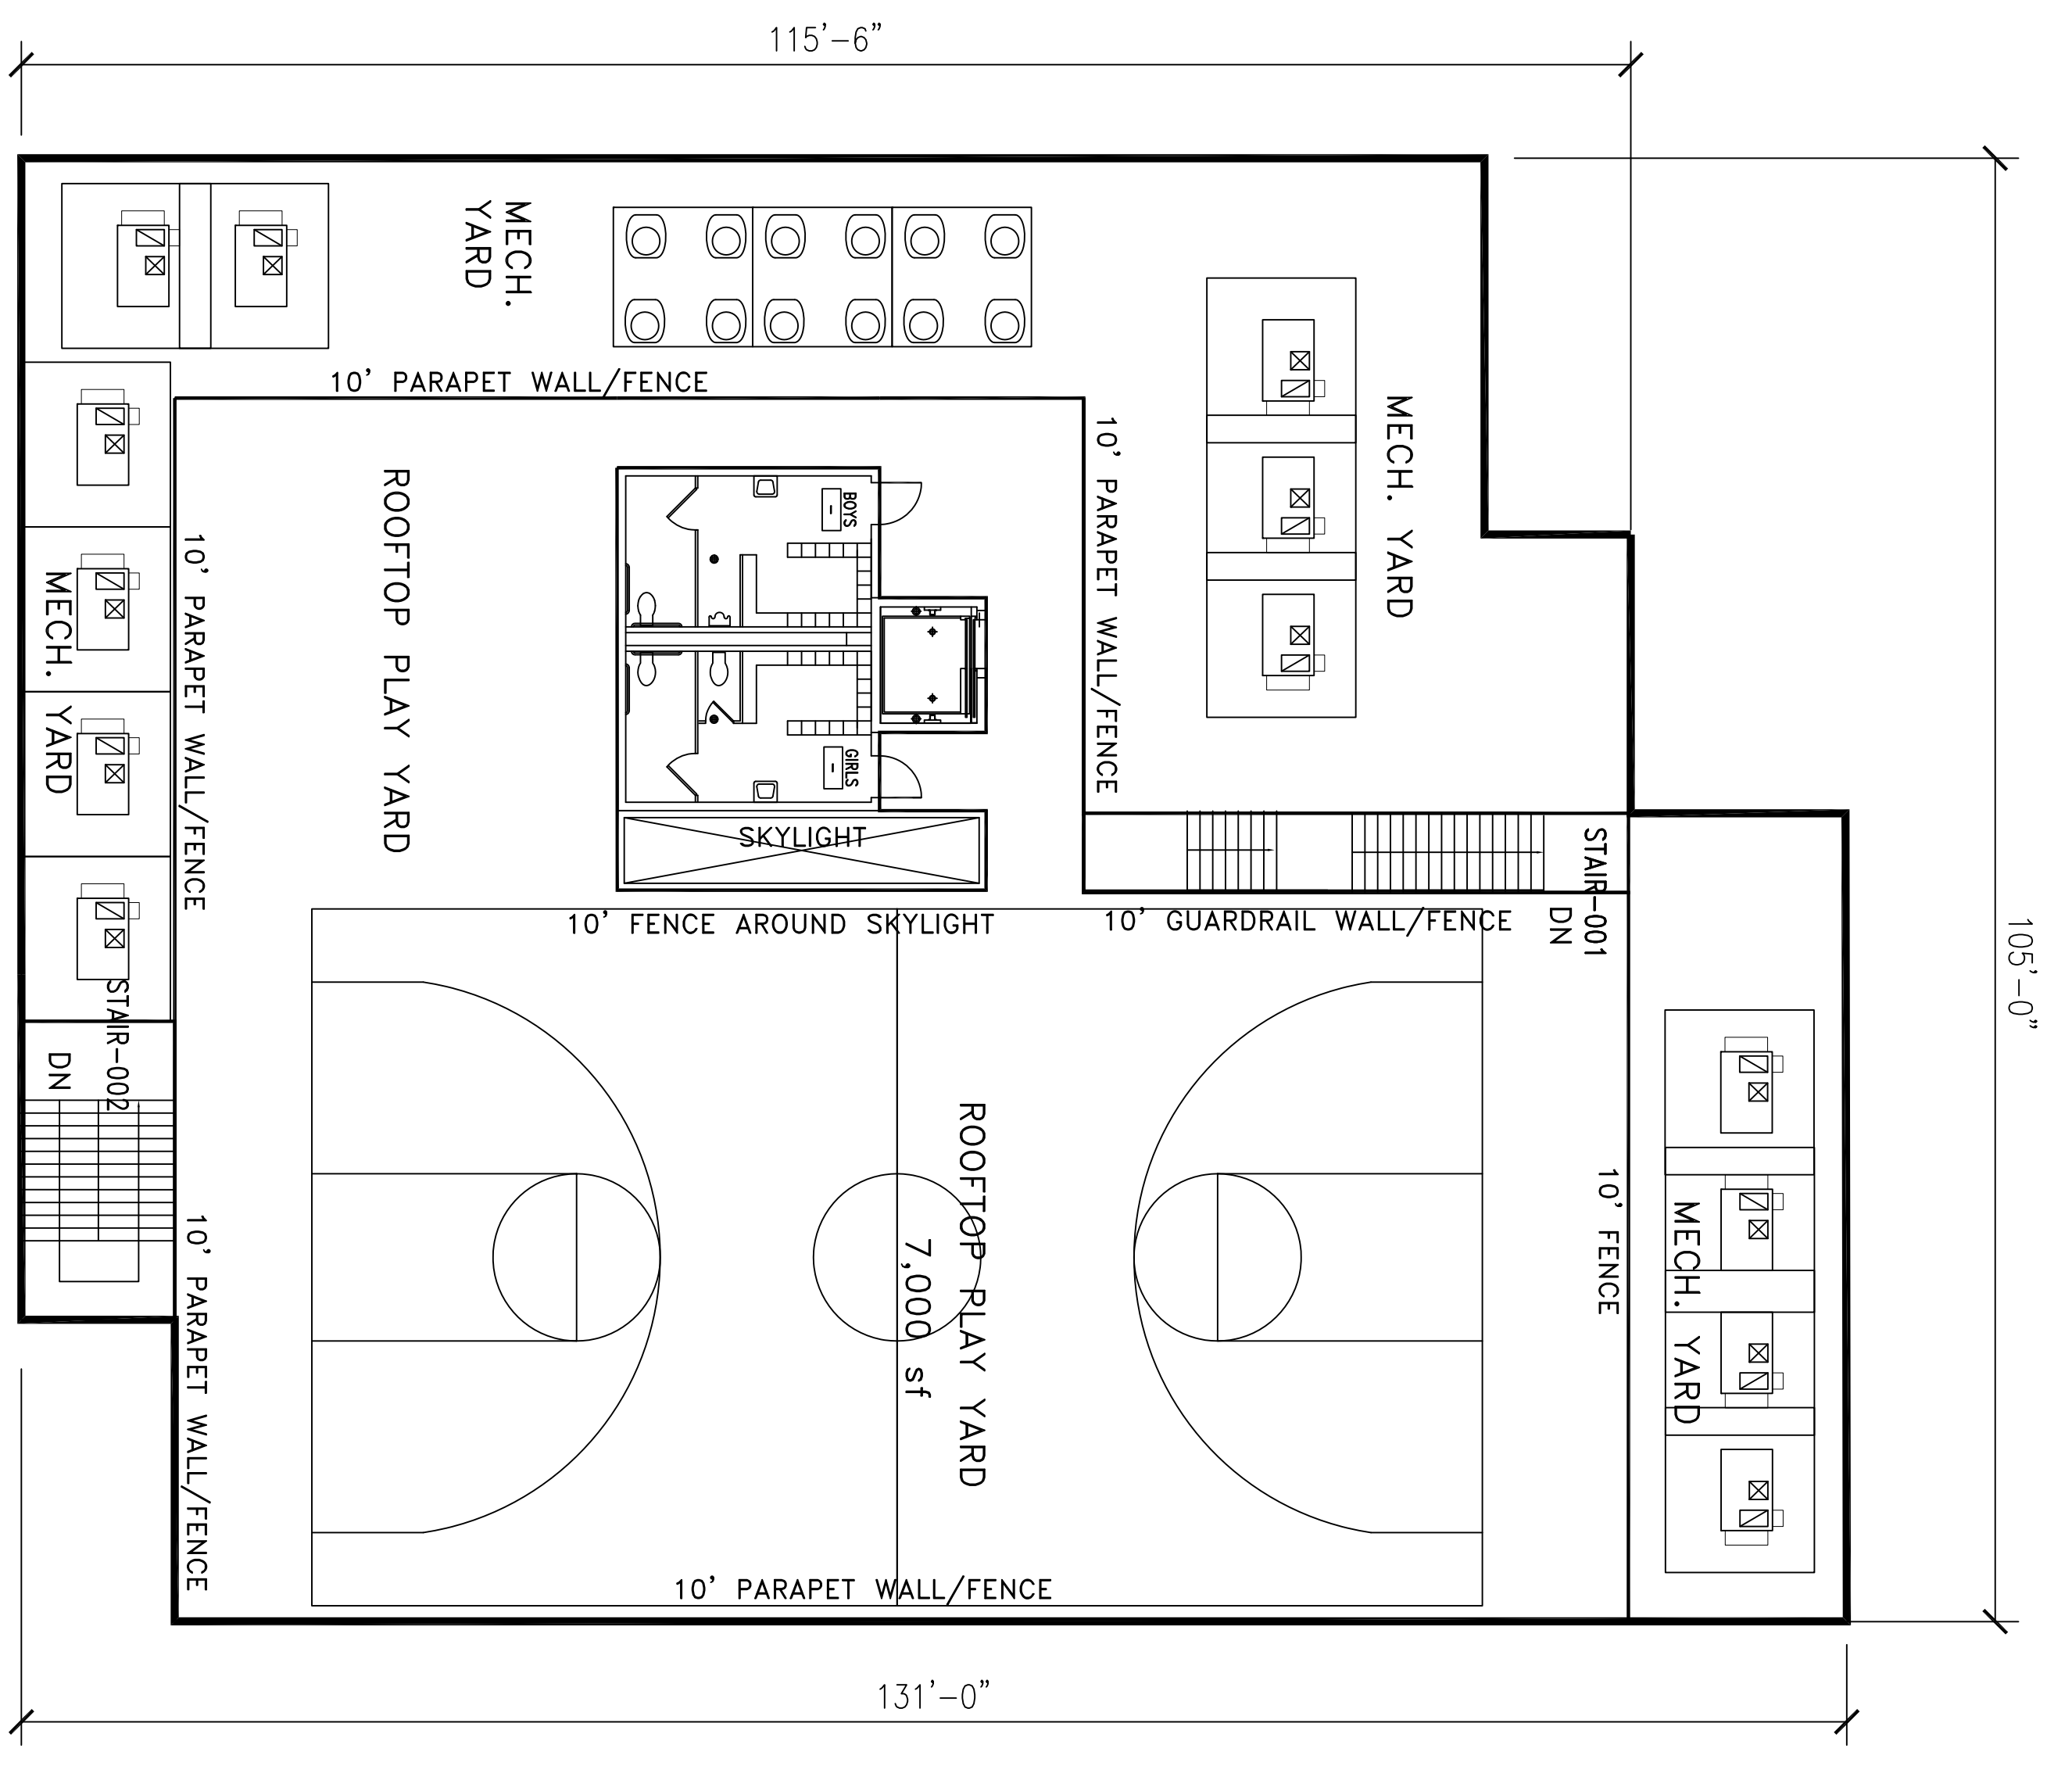 115'-6"
MECH.
YARD
10' PARAPET WALL/FENCE
MECH. YARD
10' PARAPET WALL/FENCE
ROOFTOP PLAY YARD
BOYS
-
10' PARAPET WALL/FENCE
MECH. YARD
GIRLS
-
SKYLIGHT
STAIR-001
DN
10' FENCE AROUND SKYLIGHT
10' GUARDRAIL WALL/FENCE
105'-0"
STAIR-002
DN
ROOFTOP PLAY YARD
7,000 sf
10' FENCE
MECH. YARD
10' PARAPET WALL/FENCE
10' PARAPET WALL/FENCE
131'-0"